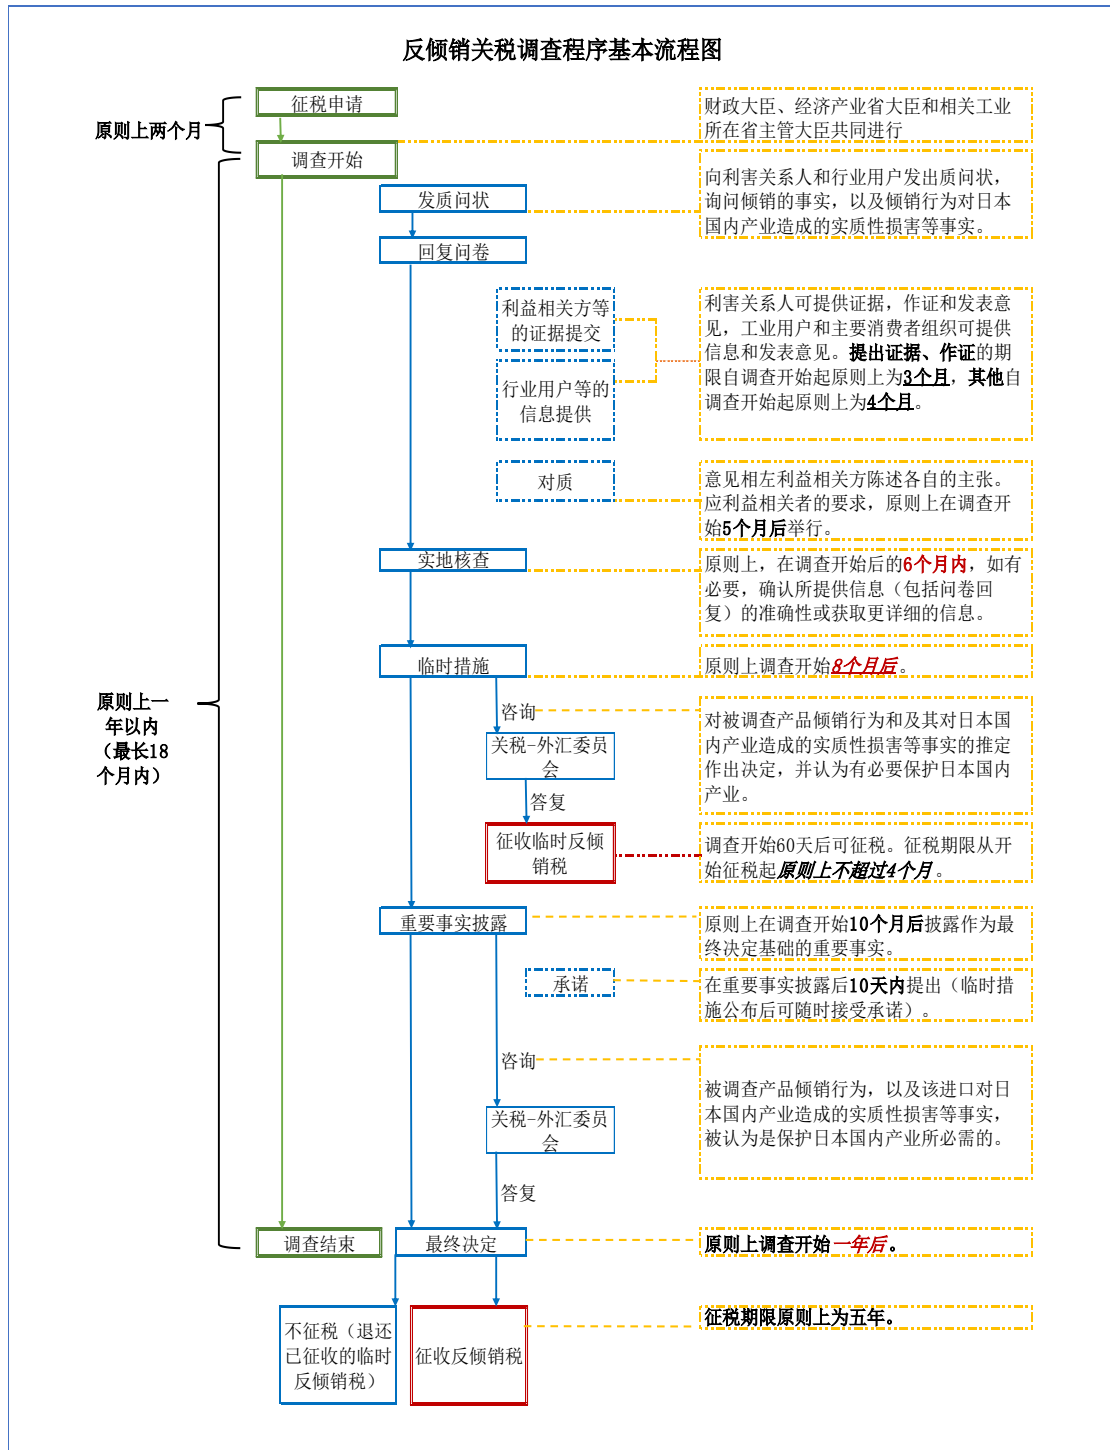 反倾销关税调查程序基本流程图
征税申请
原则上两个月
财政大臣、经济产业省大臣和相关工业
所在省主管大臣共同进行
调查开始
发质问状
向利害关系人和行业用户发出质问状，
询问倾销的事实，以及倾销行为对日本
国内产业造成的实质性损害等事实。
回复问卷
利益相关方等
的证据提交
行业用户等的
信息提供
利害关系人可提供证据，作证和发表意
见，工业用户和主要消费者组织可提供
信息和发表意见。提出证据、作证的期
限自调查开始起原则上为3个月，其他自
调查开始起原则上为4个月。
对质
意见相左利益相关方陈述各自的主张。
应利益相关者的要求，原则上在调查开
始5个月后举行。
实地核查
原则上，在调查开始后的6个月内，如有
必要，确认所提供信息（包括问卷回
复）的准确性或获取更详细的信息。
临时措施
原则上调查开始8个月后。
原则上一
年以内
（最长18
个月内）
咨询
关税-外汇委员
会
对被调查产品倾销行为和及其对日本国
内产业造成的实质性损害等事实的推定
作出决定，并认为有必要保护日本国内
产业。
答复
征收临时反倾
销税
调查开始60天后可征税。征税期限从开
始征税起原则上不超过4个月。
重要事实披露
原则上在调查开始10个月后披露作为最
终决定基础的重要事实。
承诺
在重要事实披露后10天内提出（临时措
施公布后可随时接受承诺）。
咨询
关税-外汇委员
会
被调查产品倾销行为，以及该进口对日
本国内产业造成的实质性损害等事实，
被认为是保护日本国内产业所必需的。
答复
调查结束
最终决定
原则上调查开始一年后。
不征税（退还
已征收的临时
反倾销税）
征收反倾销税
征税期限原则上为五年。